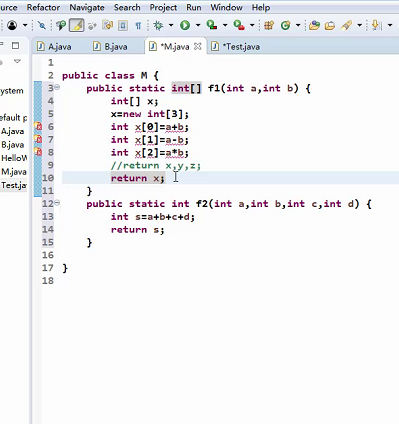 urce Refactor Navigate Search Project Run Window Help
A.java B.java *M.java *Test.java
1
2 public class M {
3 public static int[] f1(int a,int b) {
4 int[] x;
5 x=new int[3];
6 int x[0]=a+b;
7 int x[1]=a-b;
8 int x[2]=a*b;
9 //return x,y,z;
10 return x;
11 }
12 public static int f2(int a,int b,int c,int d) {
13 int s=a+b+c+d;
14 return s;
15 }
16
17 }
18
system
default p
A.java
B.java
HelloW
M.java
Test.java